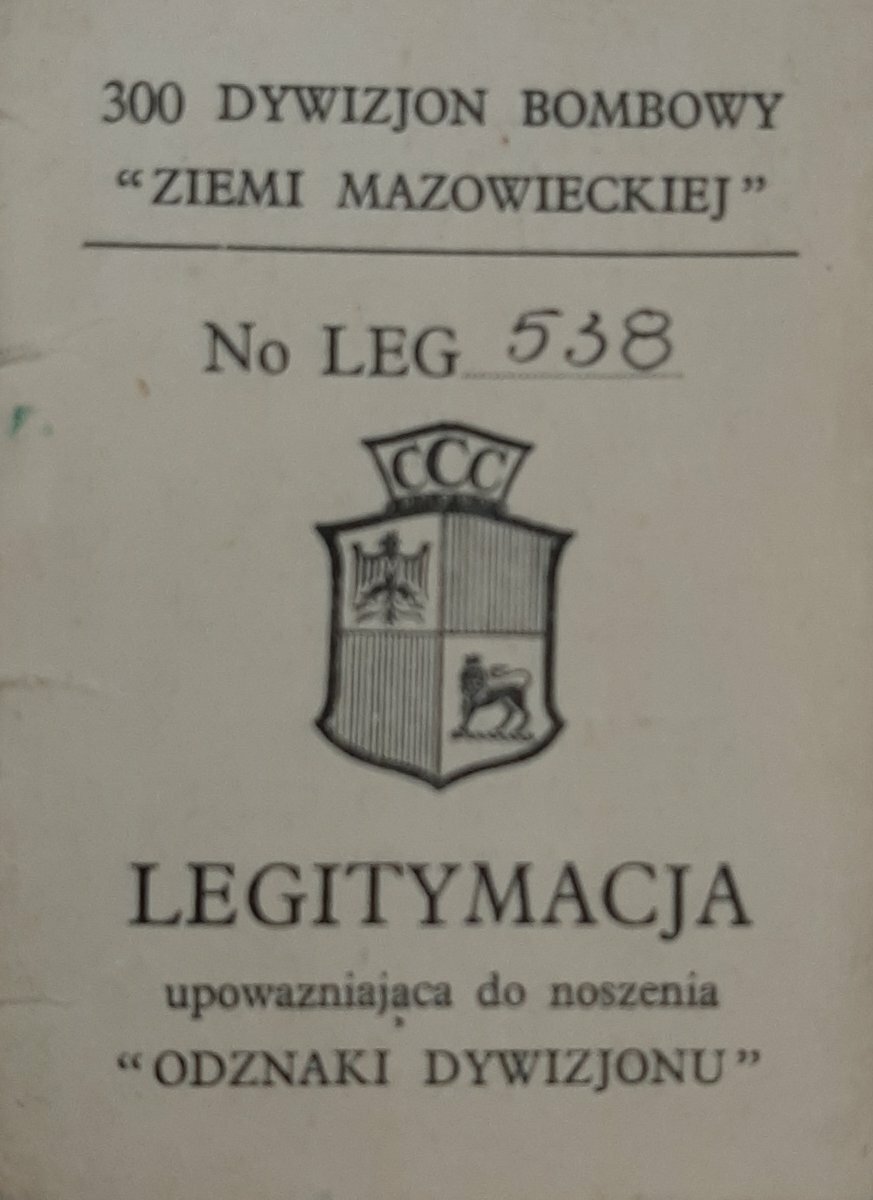 300 DYWIZJON BOMBOWY
“ZIEMI MAZOWIECKIEJ”
No LEG 538
CCC
LEGITYMACJA
upowazniająca do noszenia
“ODZNAKI DYWIZJONU”